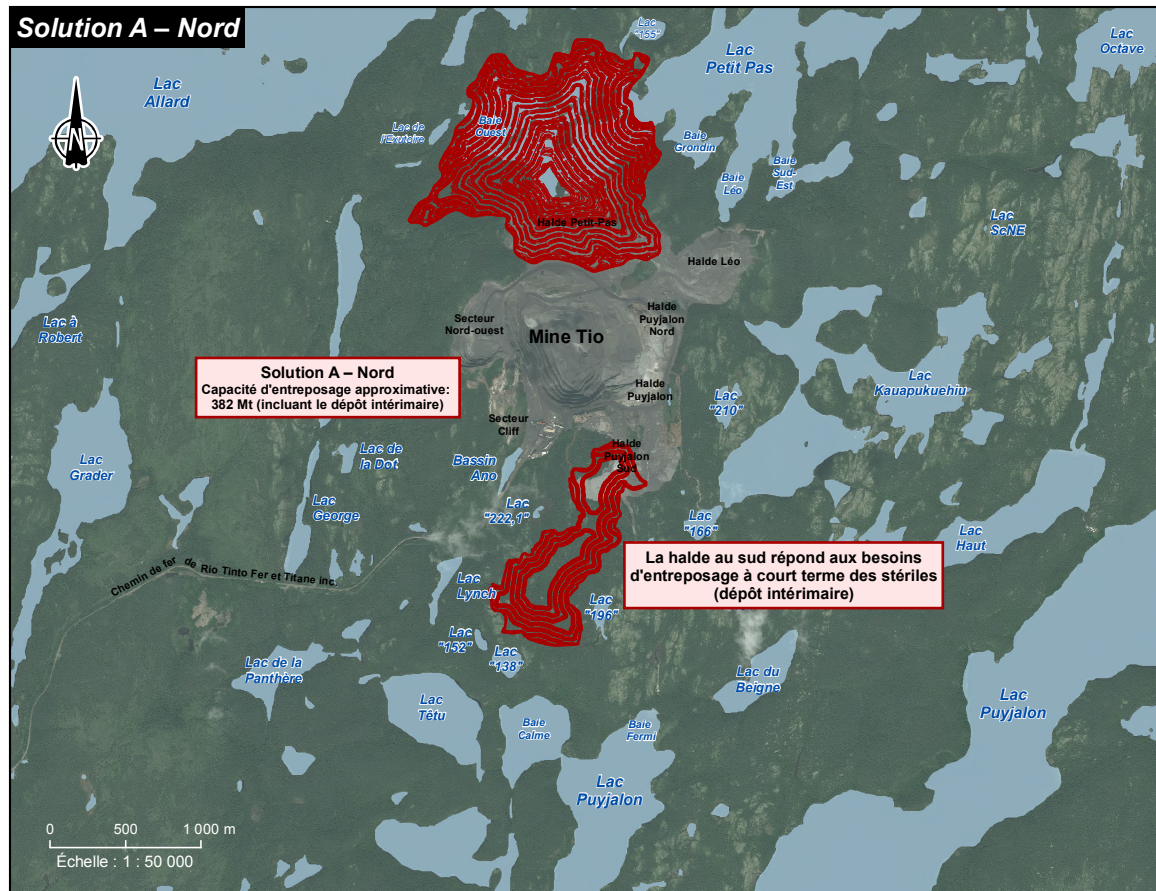 Solution A – Nord
Lac
"155"
Lac
Octave
Lac
Petit Pas
Lac
Allard
N
Baie
Ouest
Lac de
l'Exutoire
Baie
Grondin
Baie
Sud-
Est
Baie
Léo
Halde Petit-Pas
Lac
ScNE
Halde Léo
Lac à
Robert
Secteur
Nord-ouest
Mine Tio
Halde
Puyjalon
Nord
Solution A – Nord
Capacité d'entreposage approximative:
382 Mt (incluant le dépôt intérimaire)
Halde
Puyjalon
Lac
"210"
Lac
Kauapukuehiu
Secteur
Cliff
Halde
Puyjalon
Sud
Lac de
la Dot
Bassin
Ano
Lac
Grader
Lac
George
Lac
"222,1"
Lac
"166"
Lac
Haut
Chemin de fer de Rio Tinto Fer et Titane inc.
La halde au sud répond aux besoins
d'entreposage à court terme des stériles
(dépôt intérimaire)
Lac
Lynch
Lac
"196"
Lac
"152"
Lac
"138"
Lac de la
Panthère
Lac du
Beigne
Lac
Têtu
Baie
Calme
Baie
Fermi
Lac
Puyjalon
Lac
Puyjalon
0 500 1 000 m
Échelle : 1 : 50 000